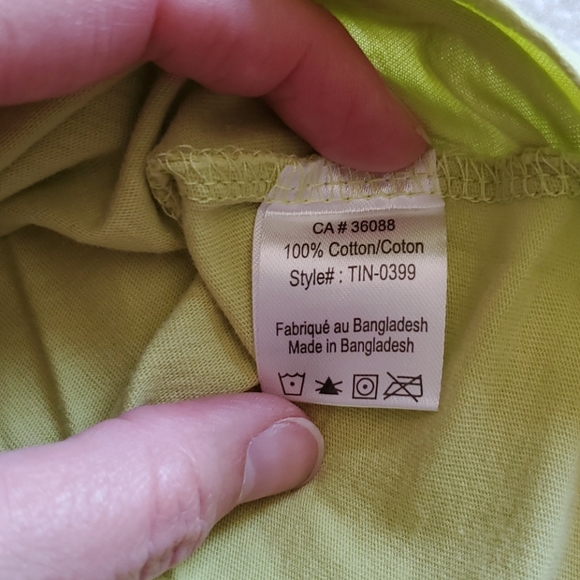 CA # 36088
100% Cotton/Coton
Style# : TIN-0399
Fabriqué au Bangladesh
Made in Bangladesh